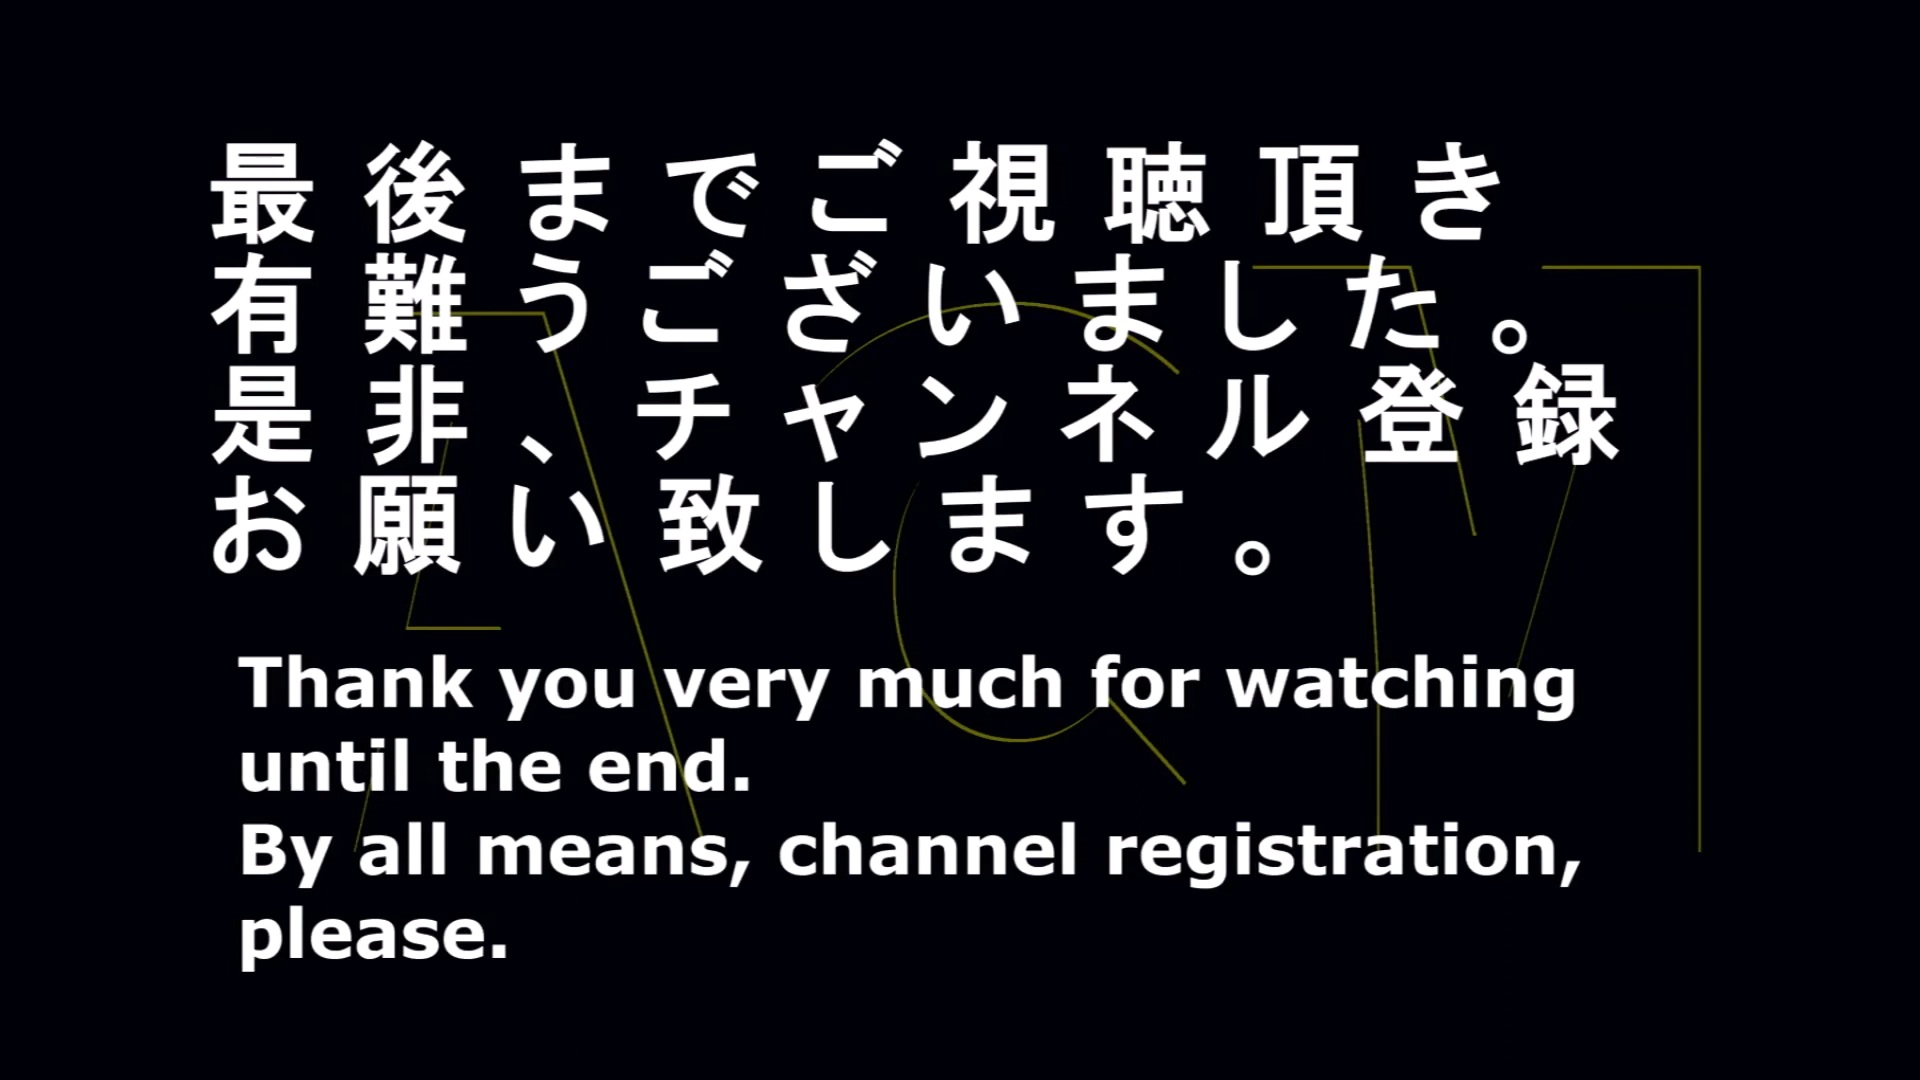 最後までご視聴頂き
有難うございました。
是非、チャンネル登録
お願い致します。
Thank you very much for watching
until the end.
By all means, channel registration,
please.